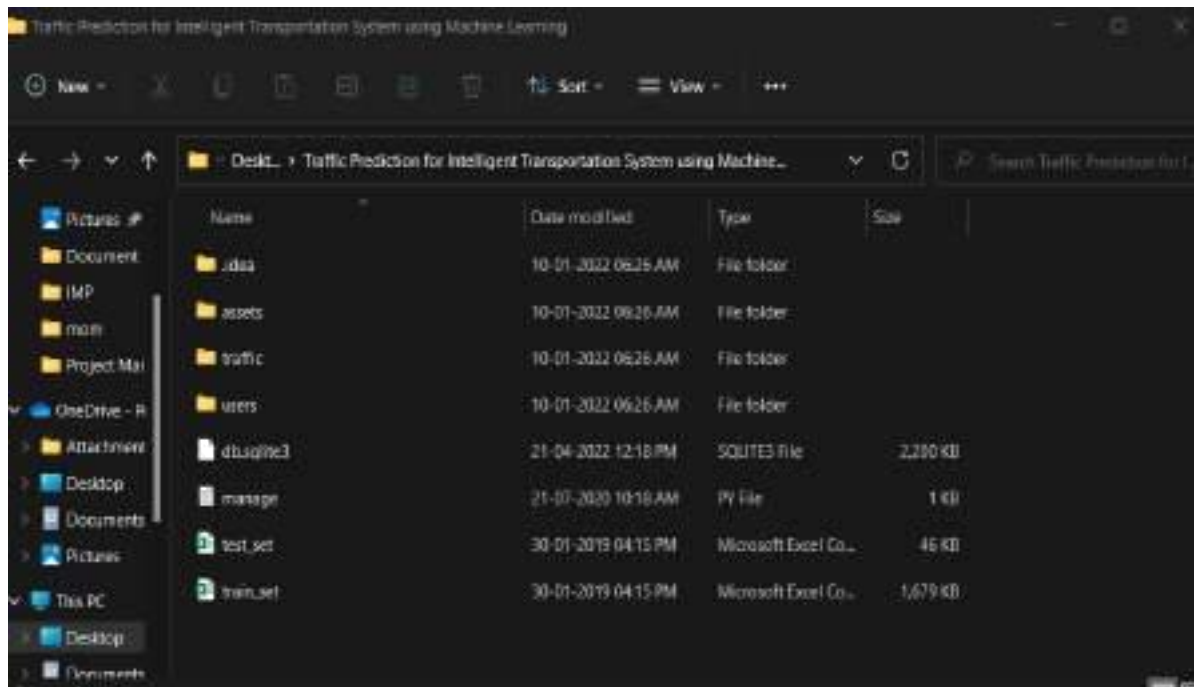 Traffic Prediction for Intelligent Transportation System using Machine Learning
New
Sort
View
Deskt... > Traffic Prediction for Intelligent Transportation System using Machine...
Search Traffic Prediction for I...
Pictures
Document
IMP
mom
Project Mai
OneDrive - R
Attachment
Desktop
Documents
Pictures
This PC
Desktop
Documents
Name Date modified Type Size
.idea 10-01-2022 06:26 AM File folder
assets 10-01-2022 06:26 AM File folder
traffic 10-01-2022 06:26 AM File folder
users 10-01-2022 06:26 AM File folder
db.sqlite3 21-04-2022 12:18 PM SQLITE3 File 2,280 KB
manage 21-07-2020 10:18 AM PY File 1 KB
test_set 30-01-2019 04:15 PM Microsoft Excel Co... 46 KB
train_set 30-01-2019 04:15 PM Microsoft Excel Co... 1,679 KB